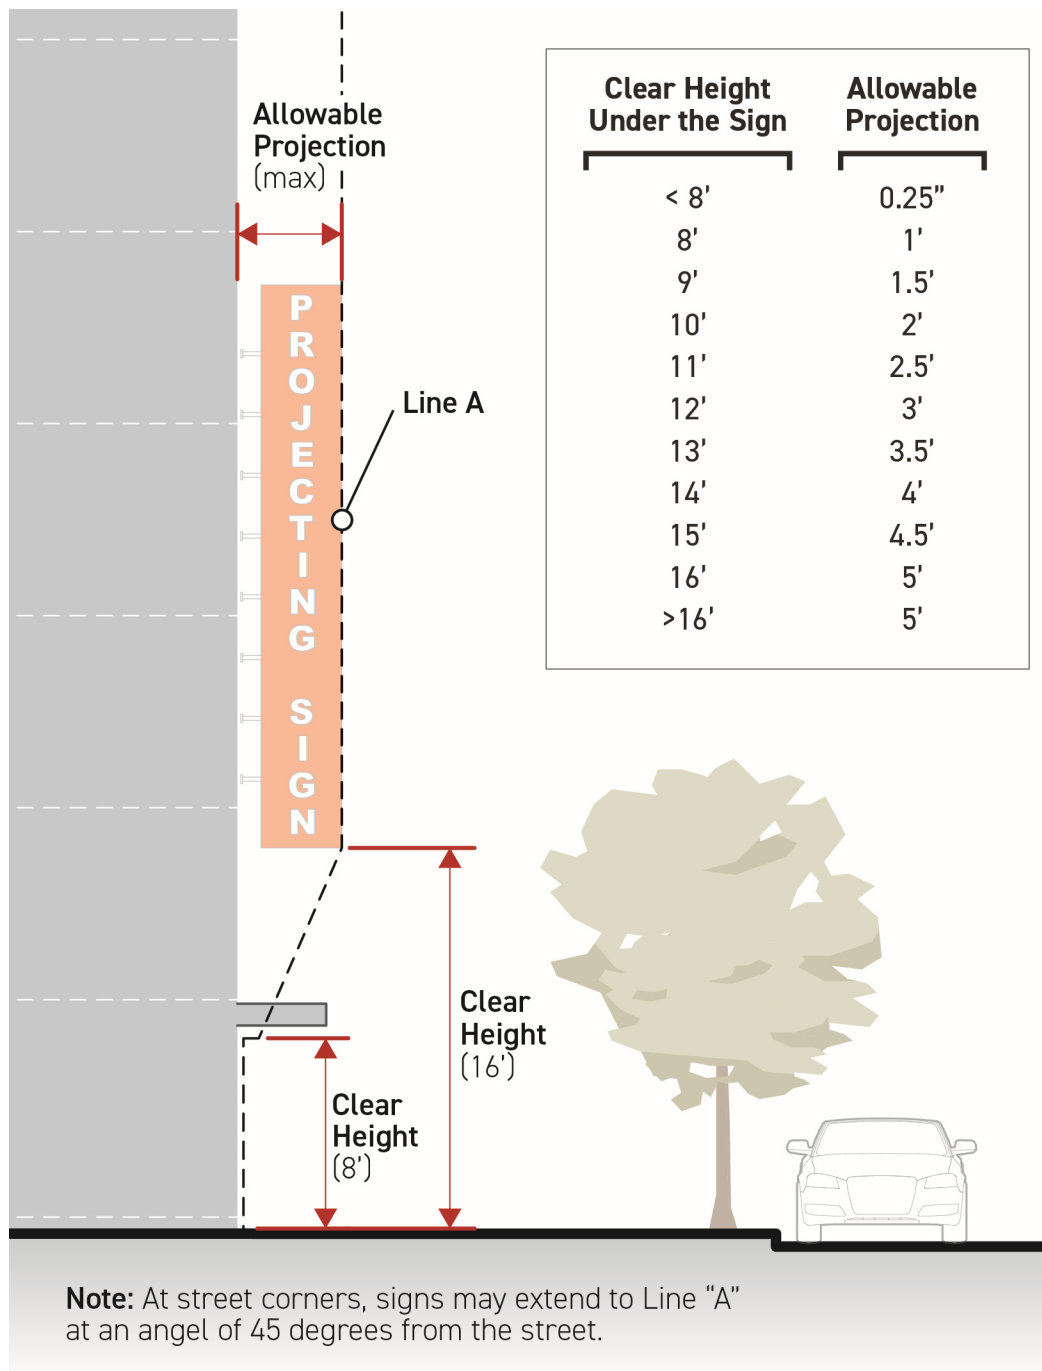 Allowable
Projection
(max)
Clear Height
Under the Sign
Allowable
Projection
< 8’ 0.25”
8’ 1’
9’ 1.5’
10’ 2’
11’ 2.5’
12’ 3’
13’ 3.5’
14’ 4’
15’ 4.5’
16’ 5’
>16’ 5’
PROJECTING SIGN
Line A
Clear
Height
(16’)
Clear
Height
(8’)
Note: At street corners, signs may extend to Line “A”
at an angel of 45 degrees from the street.